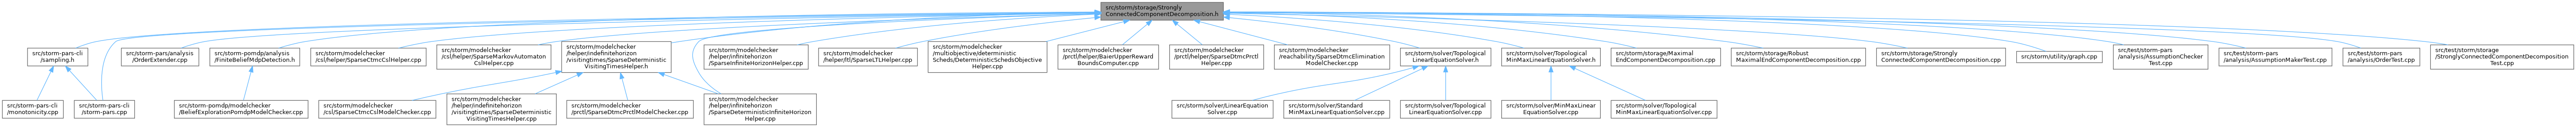 src/storm/storage/Strongly
ConnectedComponentDecomposition.h
src/storm-pars-cli
/sampling.h
src/storm-pars/analysis
/OrderExtender.cpp
src/storm-pomdp/analysis
/FiniteBeliefMdpDetection.h
src/storm/modelchecker
/csl/helper/SparseCtmcCslHelper.cpp
src/storm/modelchecker
/csl/helper/SparseMarkovAutomaton
CslHelper.cpp
src/storm/modelchecker
/helper/indefinitehorizon
/visitingtimes/SparseDeterministic
VisitingTimesHelper.h
src/storm/modelchecker
/helper/infinitehorizon
/SparseInfiniteHorizonHelper.cpp
src/storm/modelchecker
/helper/ltl/SparseLTLHelper.cpp
src/storm/modelchecker
/multiobjective/deterministic
Scheds/DeterministicSchedsObjective
Helper.cpp
src/storm/modelchecker
/prctl/helper/BaierUpperReward
BoundsComputer.cpp
src/storm/modelchecker
/prctl/helper/SparseDtmcPrctl
Helper.cpp
src/storm/modelchecker
/reachability/SparseDtmcElimination
ModelChecker.cpp
src/storm/solver/Topological
LinearEquationSolver.h
src/storm/solver/Topological
MinMaxLinearEquationSolver.h
src/storm/storage/Maximal
EndComponentDecomposition.cpp
src/storm/storage/Robust
MaximalEndComponentDecomposition.cpp
src/storm/storage/Strongly
ConnectedComponentDecomposition.cpp
src/storm/utility/graph.cpp
src/test/storm-pars
/analysis/AssumptionChecker
Test.cpp
src/test/storm-pars
/analysis/AssumptionMakerTest.cpp
src/test/storm-pars
/analysis/OrderTest.cpp
src/test/storm/storage
/StronglyConnectedComponentDecomposition
Test.cpp
src/storm-pars-cli
/monotonicity.cpp
src/storm-pars-cli
/storm-pars.cpp
src/storm-pomdp/modelchecker
/BeliefExplorationPomdpModelChecker.cpp
src/storm/modelchecker
/csl/SparseCtmcCslModelChecker.cpp
src/storm/modelchecker
/helper/indefinitehorizon
/visitingtimes/SparseDeterministic
VisitingTimesHelper.cpp
src/storm/modelchecker
/prctl/SparseDtmcPrctlModelChecker.cpp
src/storm/modelchecker
/helper/infinitehorizon
/SparseDeterministicInfiniteHorizon
Helper.cpp
src/storm/solver/LinearEquation
Solver.cpp
src/storm/solver/Standard
MinMaxLinearEquationSolver.cpp
src/storm/solver/Topological
LinearEquationSolver.cpp
src/storm/solver/MinMaxLinear
EquationSolver.cpp
src/storm/solver/Topological
MinMaxLinearEquationSolver.cpp